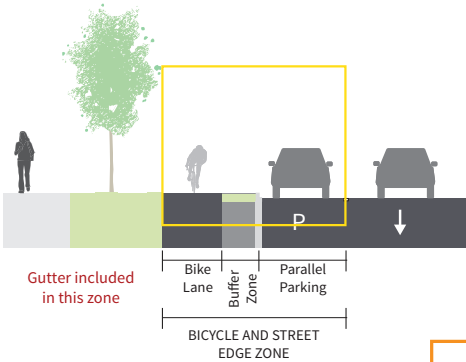 P
Gutter included
in this zone
Bike
Lane
Buffer
Zone
Parallel
Parking
BICYCLE AND STREET
EDGE ZONE